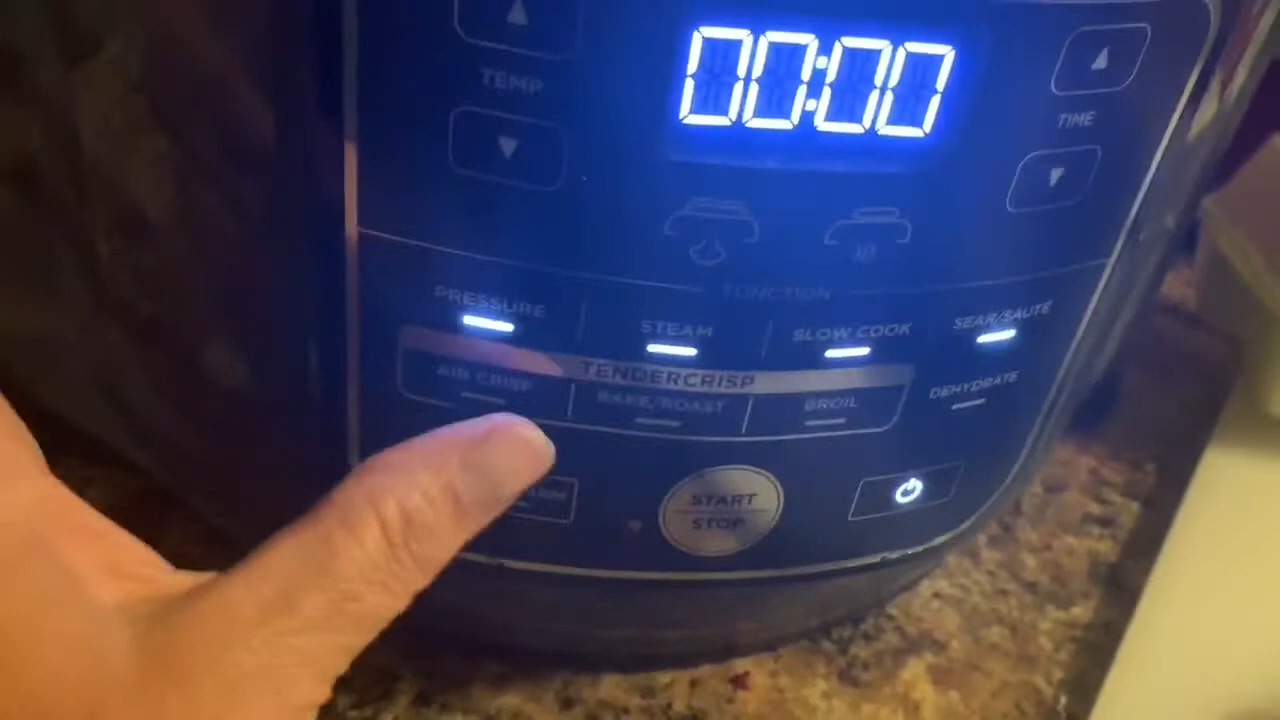 00:00
TEMP
TIME
FUNCTION
PRESSURE
STEAM
SLOW COOK
SEAR/SAUTÉ
TENDERCRISP
AIR CRISP
BAKE/ROAST
BROIL
DEHYDRATE
START
STOP